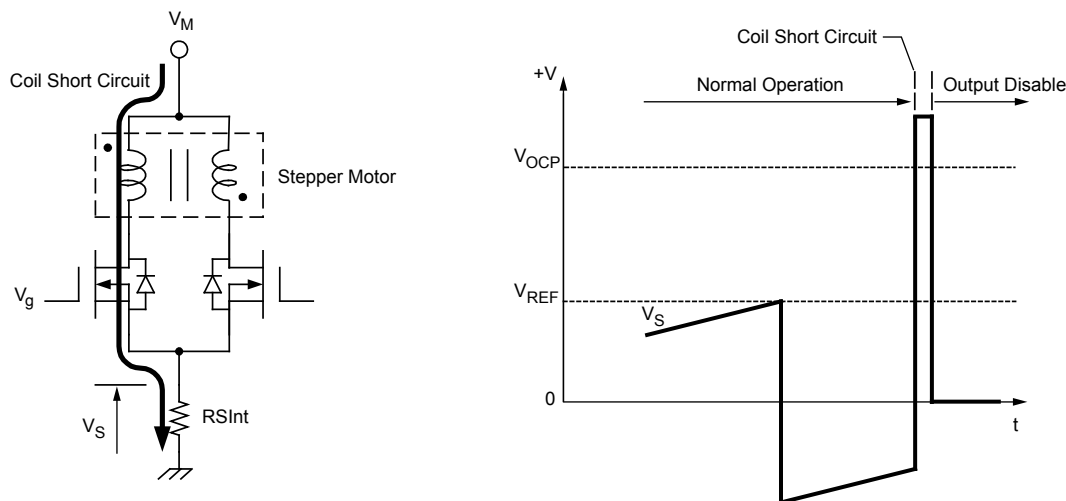 V_M
Coil Short Circuit
Stepper Motor
V_g
V_S
RSInt
Coil Short Circuit
+V
Normal Operation
Output Disable
V_OCP
V_REF
V_S
0
t